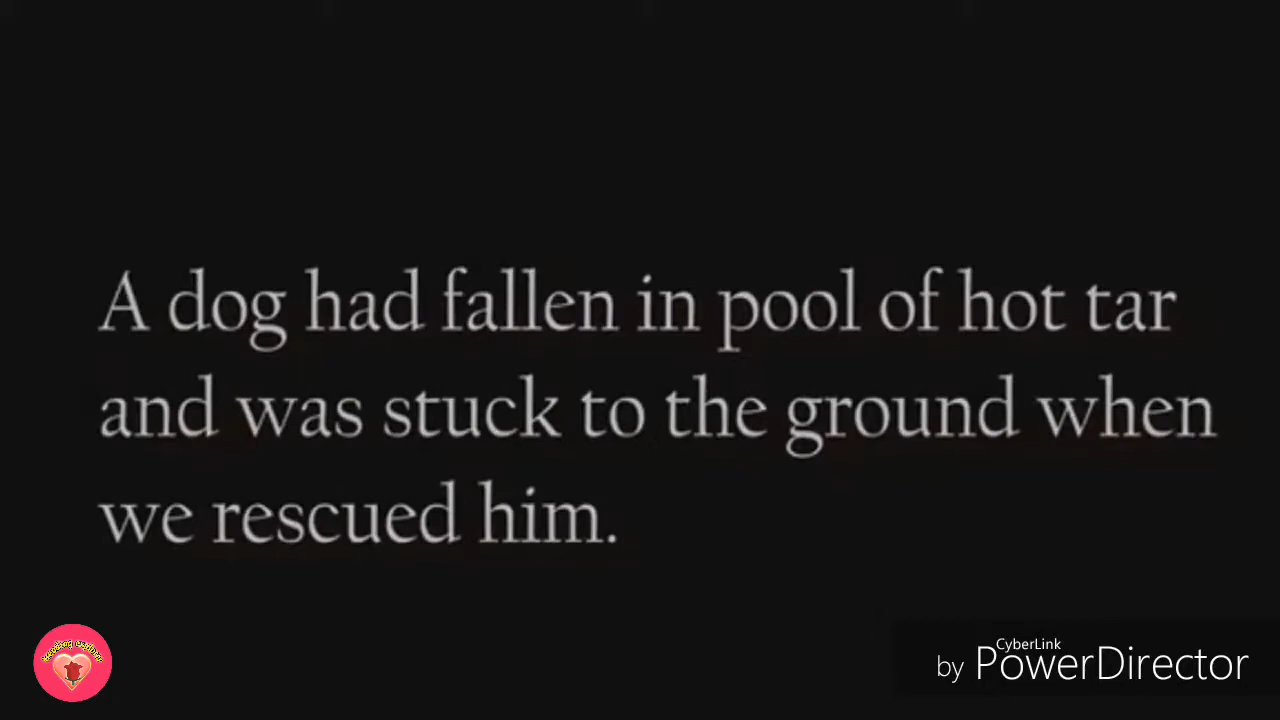 A dog had fallen in pool of hot tar
and was stuck to the ground when
we rescued him.
CyberLink
by PowerDirector